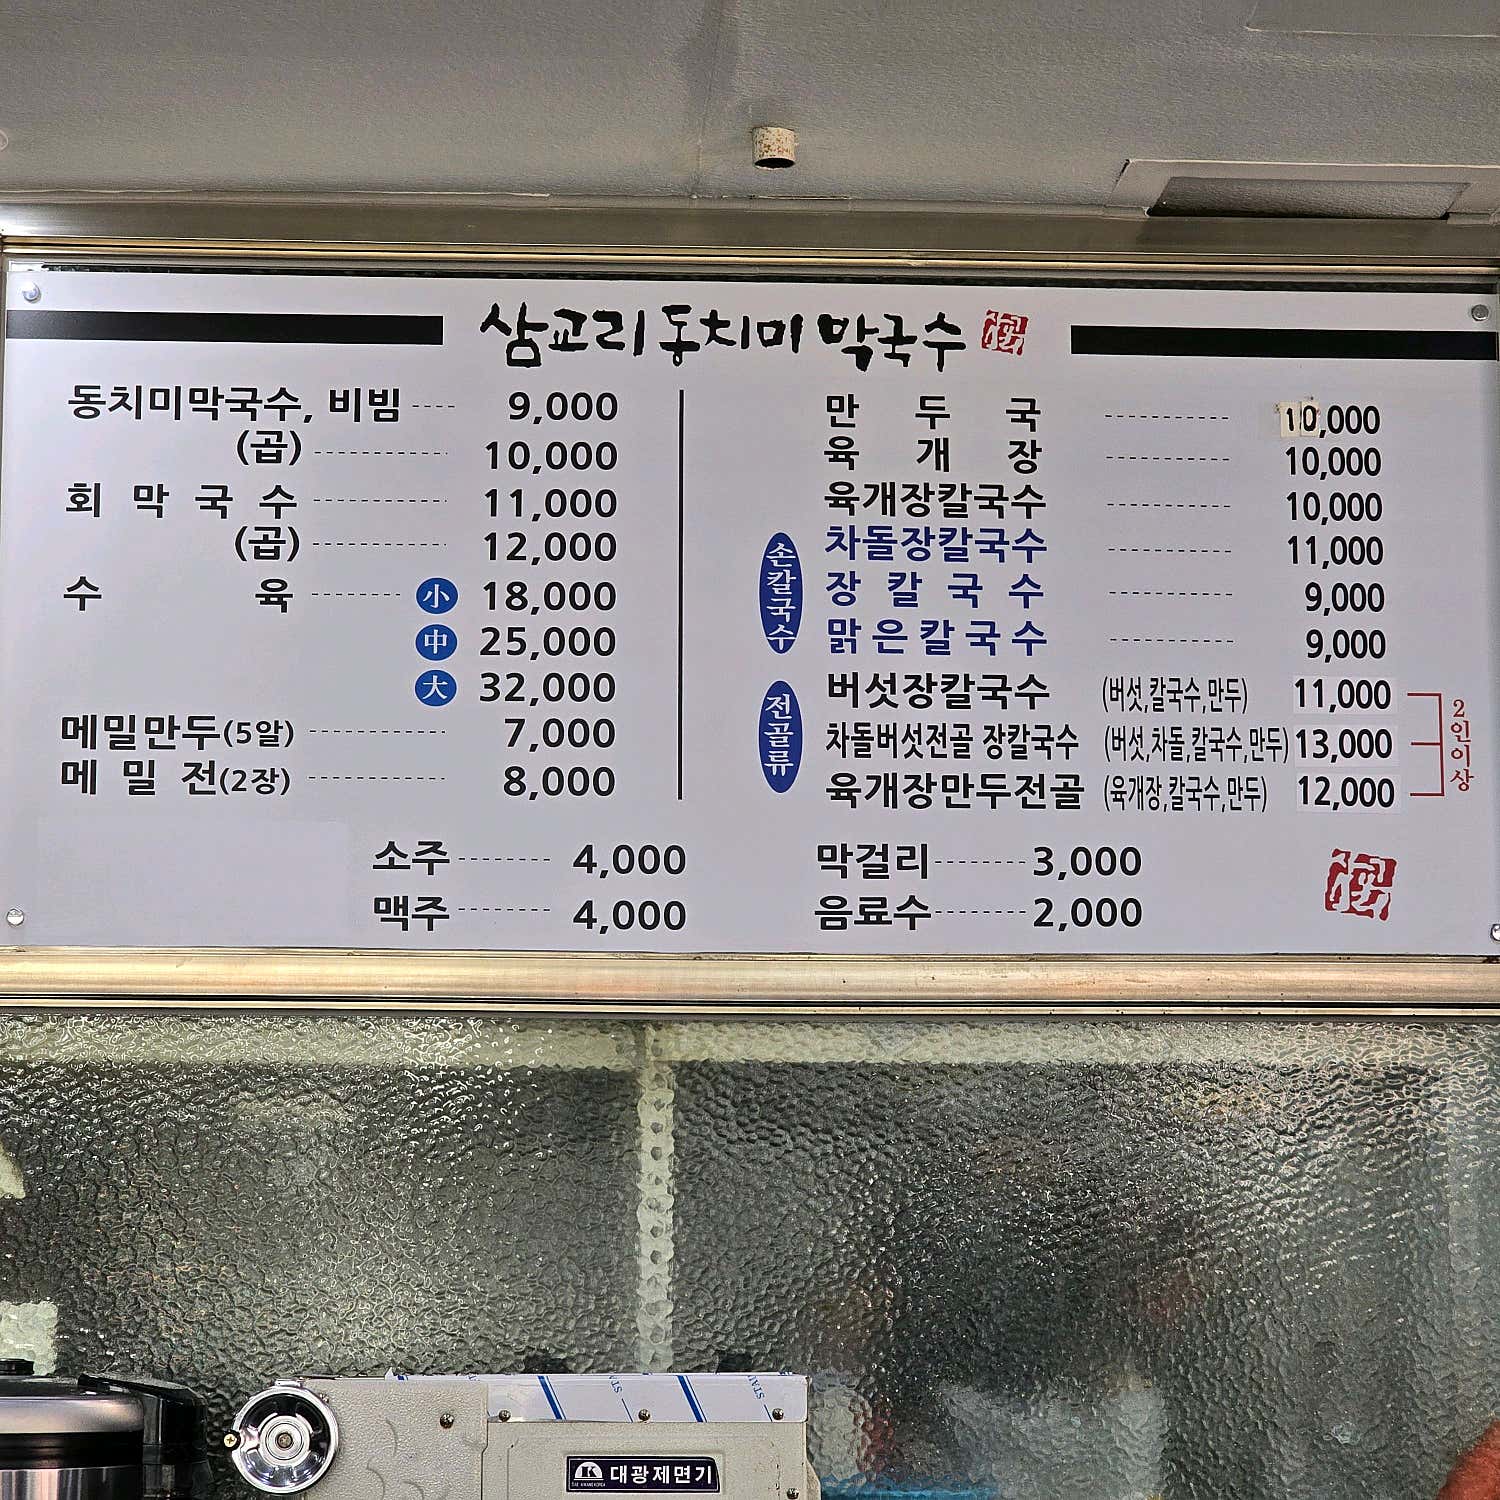 삼교리동치미 막국수
동치미막국수, 비빔 9,000
(곱) 10,000
회 막 국 수 11,000
(곱) 12,000
수 육 小 18,000
中 25,000
大 32,000
메밀만두(5알) 7,000
메 밀 전(2장) 8,000
만 두 국 10,000
육 개 장 10,000
육개장칼국수 10,000
손칼국수
차돌장칼국수 11,000
장 칼 국 수 9,000
맑은칼국수 9,000
전골류
버섯장칼국수 (버섯,칼국수,만두) 11,000
차돌버섯전골 장칼국수 (버섯,차돌,칼국수,만두) 13,000
육개장만두전골 (육개장,칼국수,만두) 12,000
2인이상
소주 4,000
맥주 4,000
막걸리 3,000
음료수 2,000
대광제면기